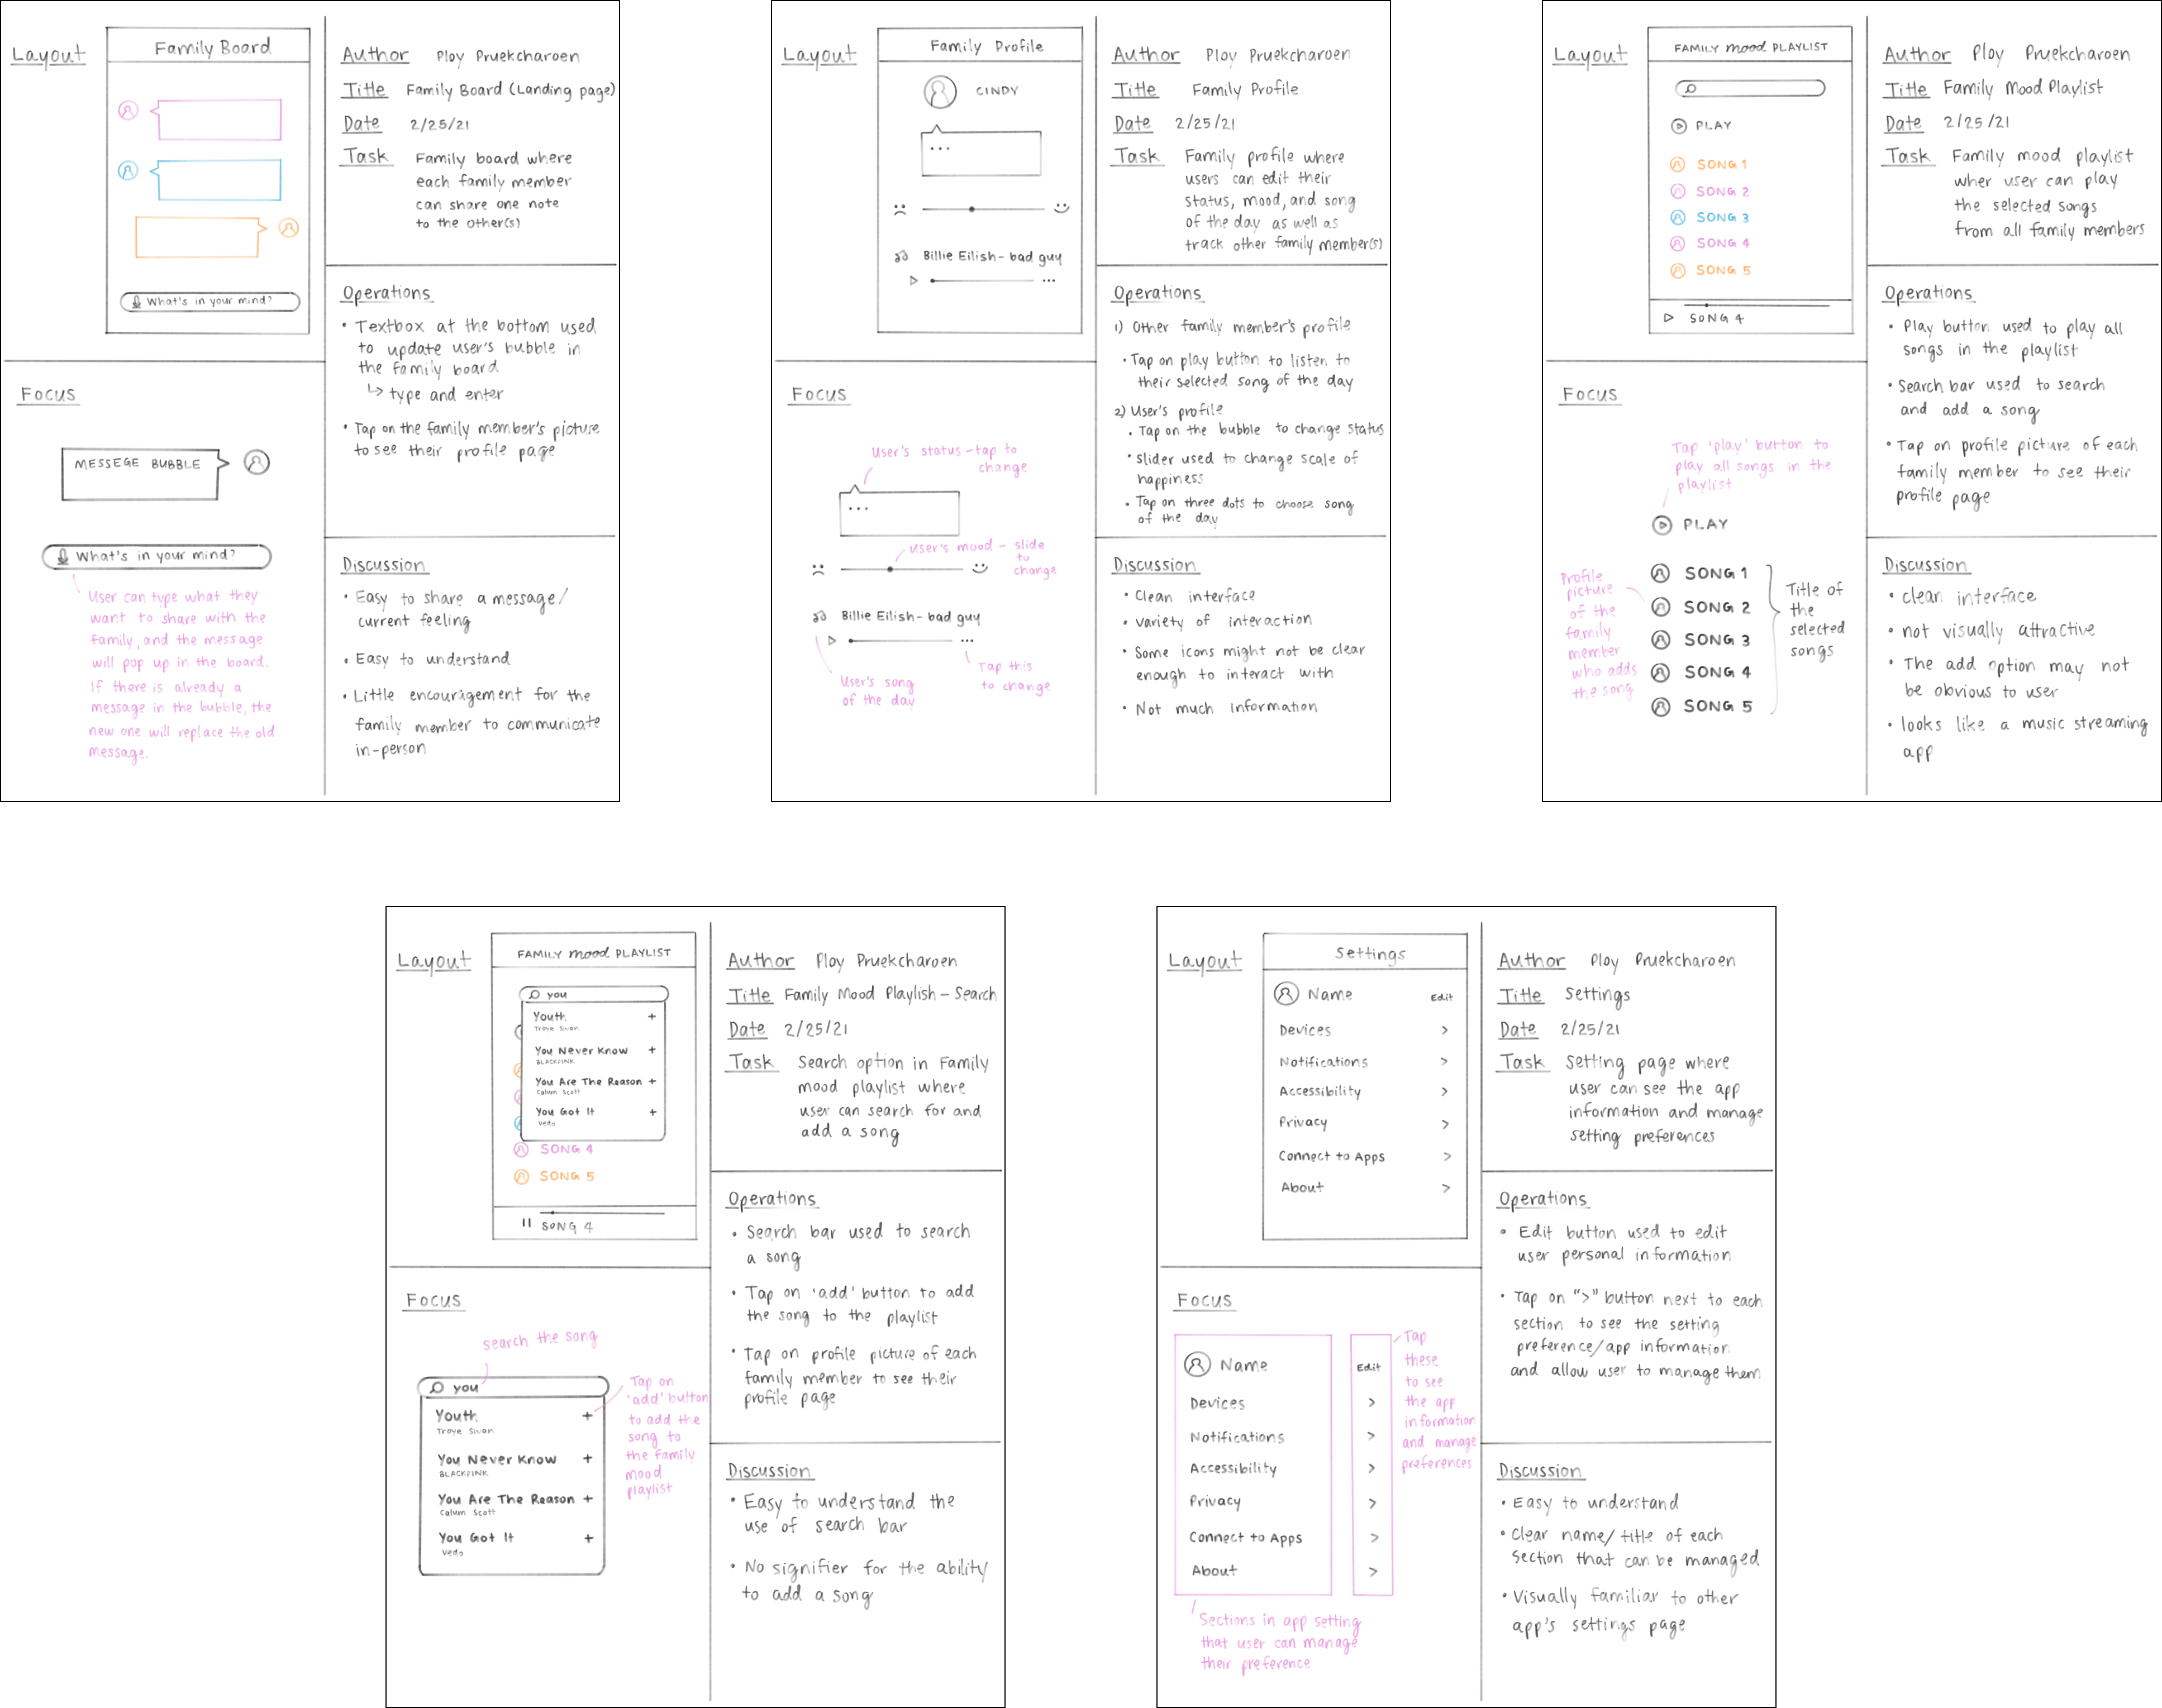 Layout
Family Board
What's in your mind?
Author Ploy Pruekcharoen
Title Family Board (Landing page)
Date 2/25/21
Task Family board where
each family member
can share one note
to the other(s)
Focus
MESSEGE BUBBLE
What's in your mind?
User can type what they
want to share with the
family, and the message
will pop up in the board.
If there is already a
message in the bubble, the
new one will replace the old
message.
Operations
• Textbox at the bottom used
to update user's bubble in
the family board
↳ type and enter
• Tap on the family member's picture
to see their profile page
Discussion
• Easy to share a message/
current feeling
• Easy to understand
• Little encouragement for the
family member to communicate
in-person
Layout
Family Profile
CINDY
...
Billie Eilish - bad guy
...
Author Ploy Pruekcharoen
Title Family Profile
Date 2/25/21
Task Family profile where
users can edit their
status, mood, and song
of the day as well as
track other family member(s)
Focus
User's status - tap to
change
...
User's mood - slide
to
change
Billie Eilish - bad guy
...
User's song
of the day
Tap this
to change
Operations
1) Other family member's profile
• Tap on play button to listen to
their selected song of the day
2) User's profile
• Tap on the bubble to change status
• Slider used to change scale of
happiness
• Tap on three dots to choose song
of the day
Discussion
• Clean interface
• variety of interaction
• Some icons might not be clear
enough to interact with
• Not much information
Layout
FAMILY mood PLAYLIST
PLAY
SONG 1
SONG 2
SONG 3
SONG 4
SONG 5
SONG 4
Author Ploy Pruekcharoen
Title Family Mood Playlist
Date 2/25/21
Task Family mood playlist
wher user can play
the selected songs
from all family members
Focus
Tap 'play' button to
play all songs in the
playlist
PLAY
SONG 1
SONG 2
SONG 3
SONG 4
SONG 5
Profile
picture
of the
family
member
who adds
the song
Title of
the
selected
songs
Operations
• Play button used to play all
songs in the playlist
• Search bar used to search
and add a song
• Tap on profile picture of each
family member to see their
profile page
Discussion
• clean interface
• not visually attractive
• The add option may not
be obvious to user
• looks like a music streaming
app
Layout
FAMILY mood PLAYLIST
you
Youth +
Troye Sivan
You Never Know +
BLACKPINK
You Are The Reason +
Calum Scott
You Got It +
Vedo
SONG 4
SONG 5
SONG 4
Author Ploy Pruekcharoen
Title Family Mood Playlish - Search
Date 2/25/21
Task Search option in Family
mood playlist where
user can search for and
add a song
Focus
search the song
you
Youth +
Troye Sivan
You Never Know +
BLACKPINK
You Are The Reason +
Calum Scott
You Got It +
Vedo
Tap on
'add' button
to add the
song to
the family
mood
playlist
Operations
• Search bar used to search
a song
• Tap on 'add' button to add
the song to the playlist
• Tap on profile picture of each
family member to see their
profile page
Discussion
• Easy to understand the
use of search bar
• No signifier for the ability
to add a song
Layout
Settings
Name Edit
Devices >
Notifications >
Accessibility >
Privacy >
Connect to Apps >
About >
Author Ploy Pruekcharoen
Title Settings
Date 2/25/21
Task Setting page where
user can see the app
information and manage
setting preferences
Focus
Name Edit
Devices >
Notifications >
Accessibility >
Privacy >
Connect to Apps >
About >
Tap
these
to see
the app
information
and manage
preferences
Sections in app setting
that user can manage
their preference
Operations
• Edit button used to edit
user personal information
• Tap on ">" button next to each
section to see the setting
preference/app information
and allow user to manage them
Discussion
• Easy to understand
• Clear name/title of each
section that can be managed
• Visually familiar to other
app's settings page